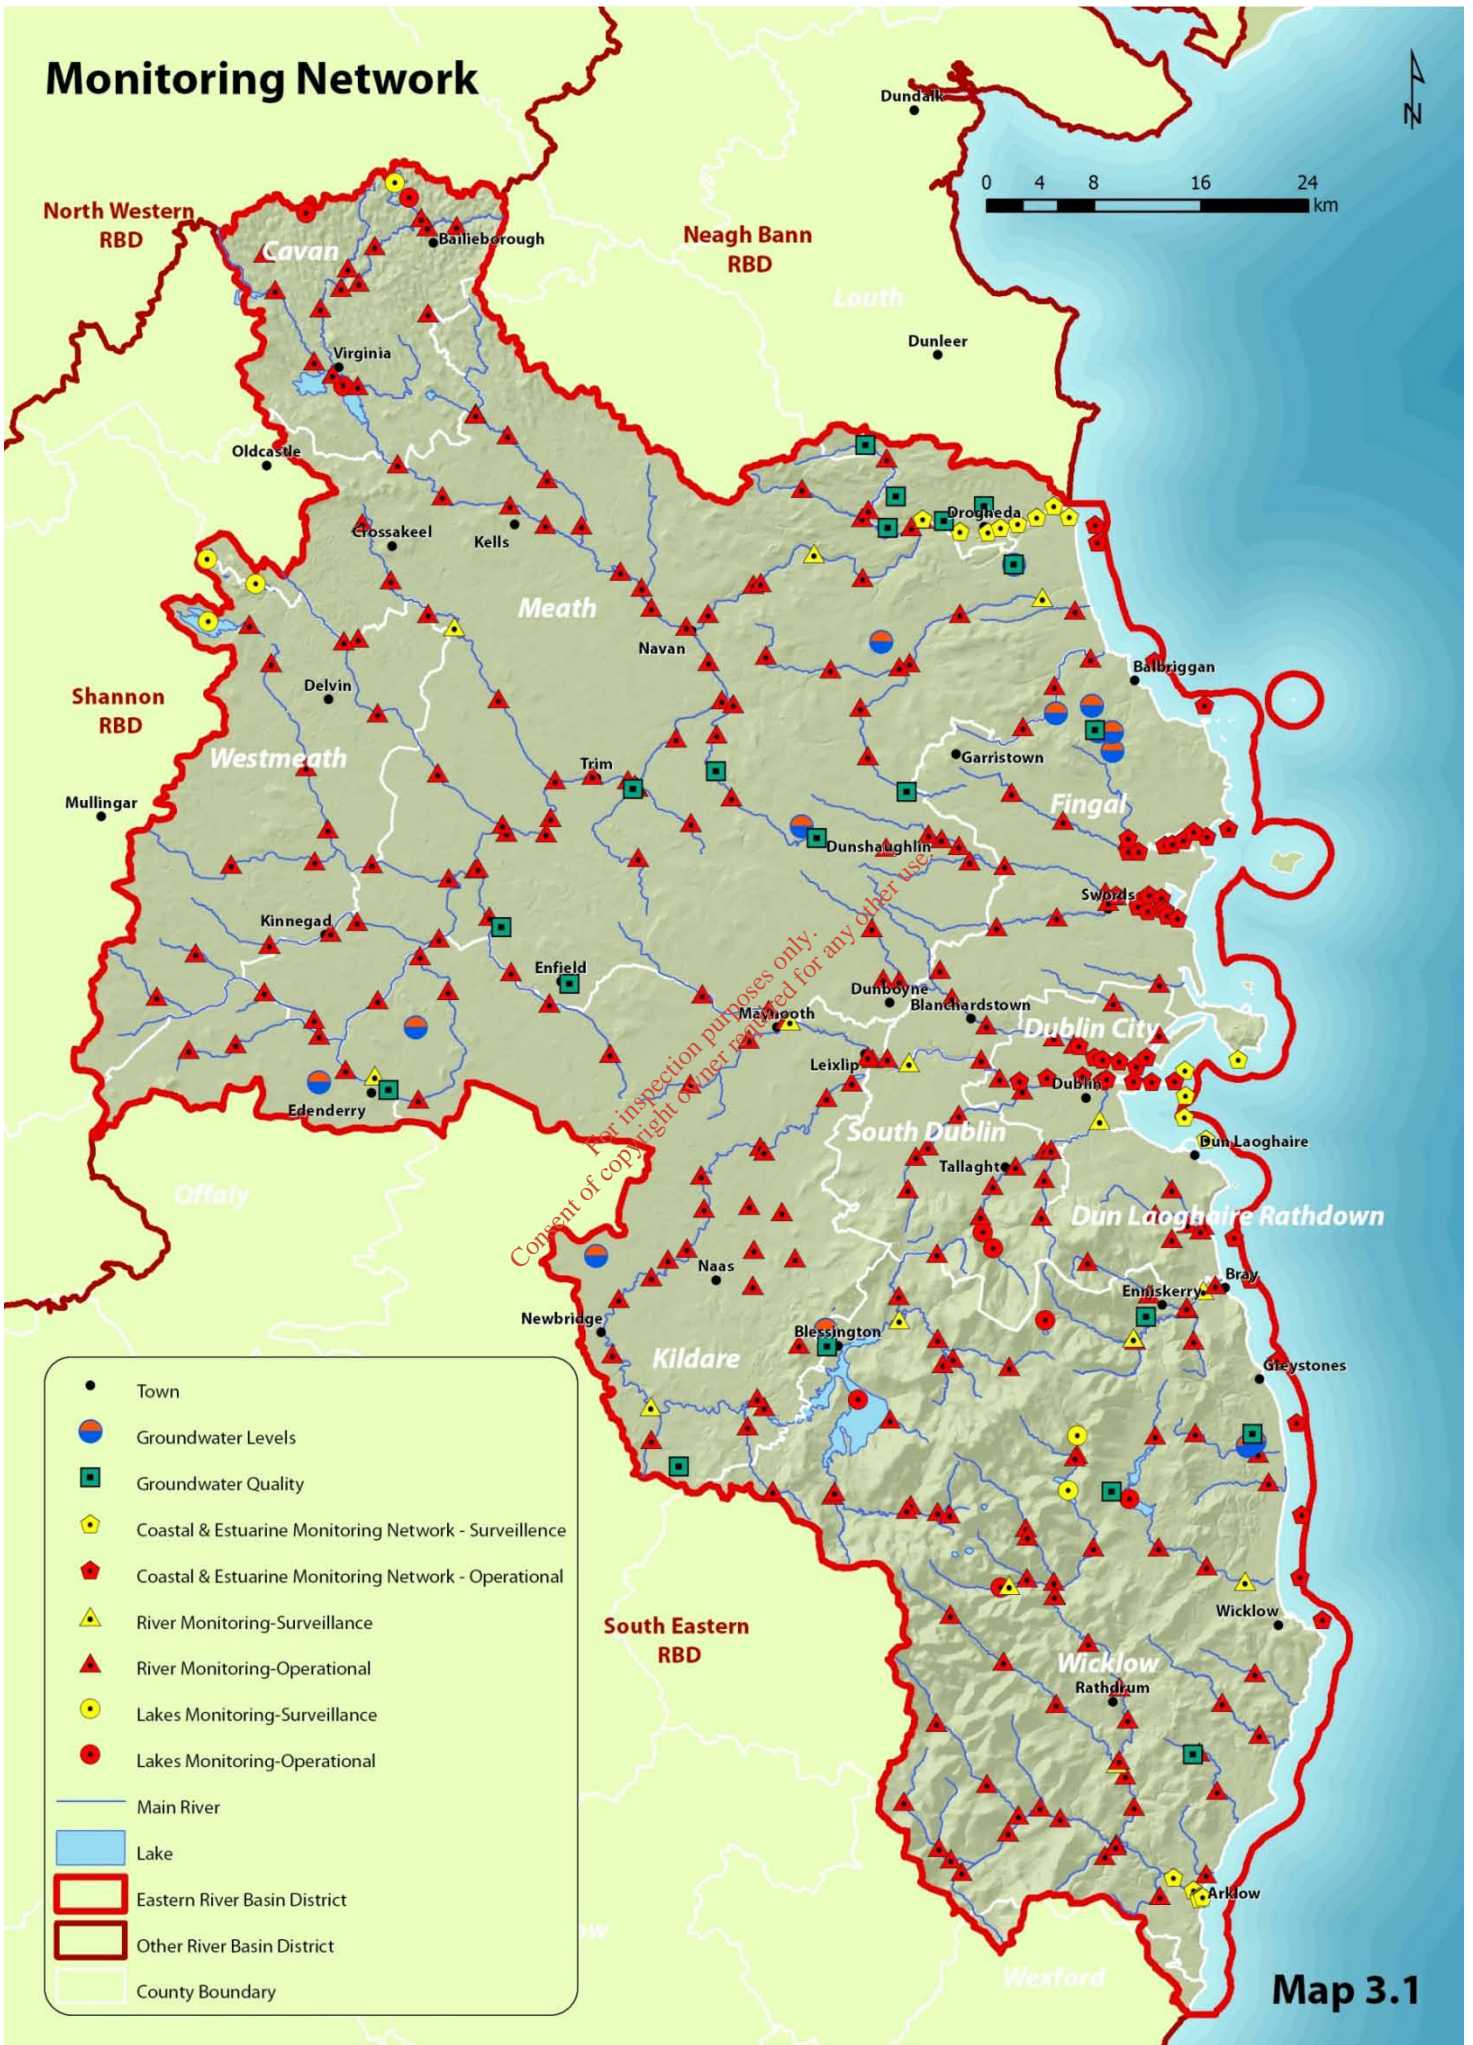 Monitoring Network
Dundalk
N
0 4 8 16 24
km
North Western
RBD
Cavan
Bailieborough
Neagh Bann
RBD
Louth
Dunleer
Virginia
Oldcastle
Crossakeel
Kells
Drogheda
Meath
Navan
Balbriggan
Shannon
RBD
Delvin
Westmeath
Trim
Garristown
Mullingar
Fingal
Dunshaughlin
Swords
Kinnegad
Enfield
Dunboyne
Blanchardstown
Maynooth
Dublin City
Leixlip
Dublin
Edenderry
For inspection purposes only.
Consent of copyright owner required for any other use.
South Dublin
Dun Laoghaire
Tallaght
Offaly
Dun Laoghaire Rathdown
Naas
Bray
Enniskerry
Newbridge
Blessington
Kildare
Greystones
Town
Groundwater Levels
Groundwater Quality
Coastal & Estuarine Monitoring Network - Surveillence
Coastal & Estuarine Monitoring Network - Operational
River Monitoring-Surveillance
River Monitoring-Operational
Lakes Monitoring-Surveillance
Lakes Monitoring-Operational
Main River
Lake
Eastern River Basin District
Other River Basin District
County Boundary
Wicklow
South Eastern
RBD
Wicklow
Rathdrum
Arklow
ow
Wexford
Map 3.1